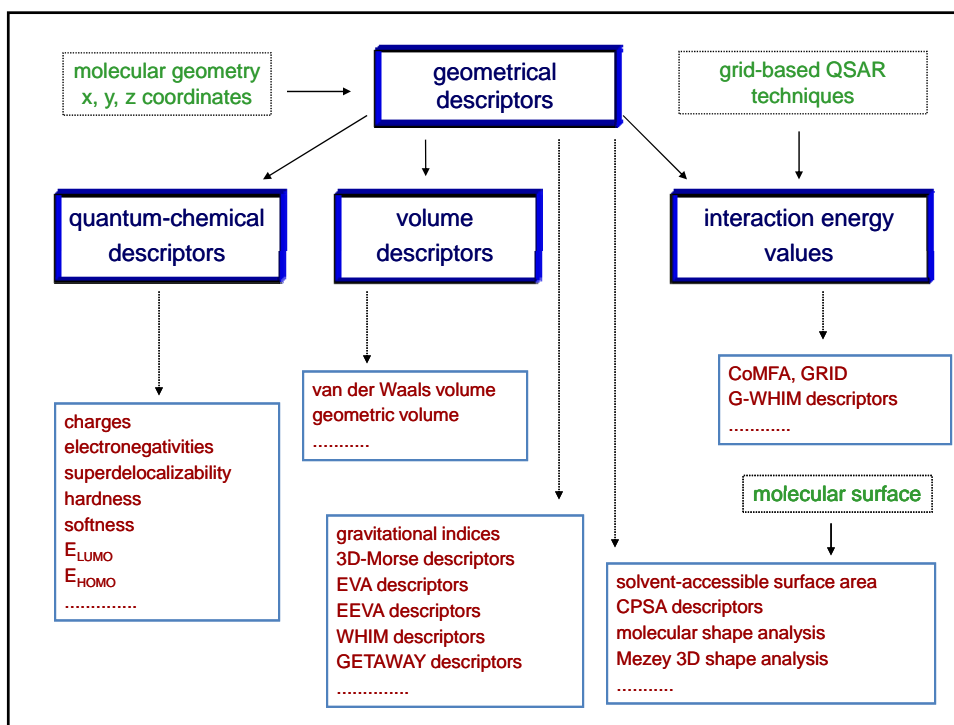 molecular geometry
x, y, z coordinates
geometrical
descriptors
grid-based QSAR
techniques
quantum-chemical
descriptors
volume
descriptors
interaction energy
values
charges
electronegativities
superdelocalizability
hardness
softness
E_LUMO
E_HOMO
..............
van der Waals volume
geometric volume
...........
CoMFA, GRID
G-WHIM descriptors
............
gravitational indices
3D-Morse descriptors
EVA descriptors
EEVA descriptors
WHIM descriptors
GETAWAY descriptors
..............
molecular surface
solvent-accessible surface area
CPSA descriptors
molecular shape analysis
Mezey 3D shape analysis
...........